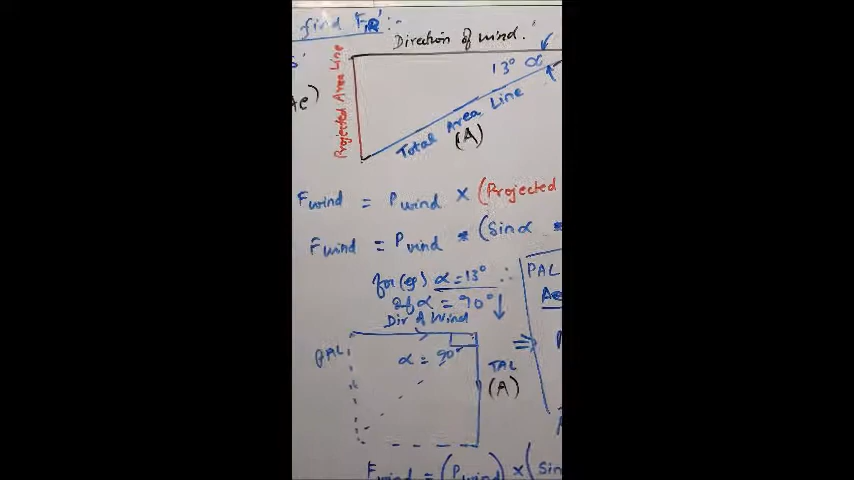 find
Direction of wind.
13° α
Projected Area Line
Ae)
Total Area Line
(A)
Fwind = Pwind × (Projected
Fwind = Pwind * (Sinα *
for(eg) α = 13° ∴
if α = 90° ↓
PAL
Dir of Wind
PAL
α = 90°
⇒
TAL
(A)
Fwind = (Pwind) × (Sin